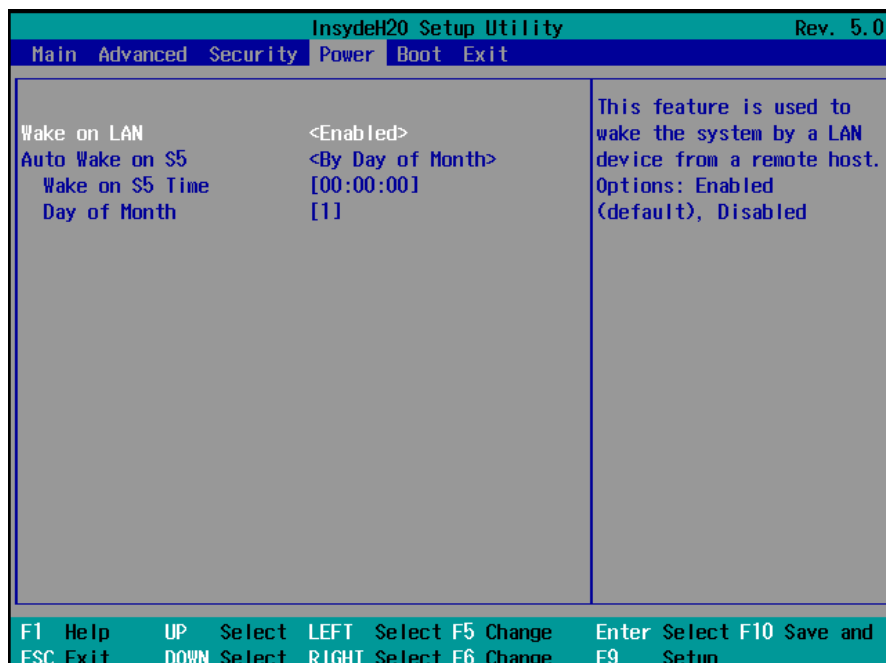 InsydeH20 Setup Utility Rev. 5.0
Main Advanced Security Power Boot Exit
This feature is used to
Wake on LAN <Enabled> wake the system by a LAN
Auto Wake on S5 <By Day of Month> device from a remote host.
Wake on S5 Time [00:00:00] Options: Enabled
Day of Month [1] (default), Disabled
F1 Help UP Select LEFT Select F5 Change Enter Select F10 Save and
ESC Exit DOWN Select RIGHT Select F6 Change F9 Setup